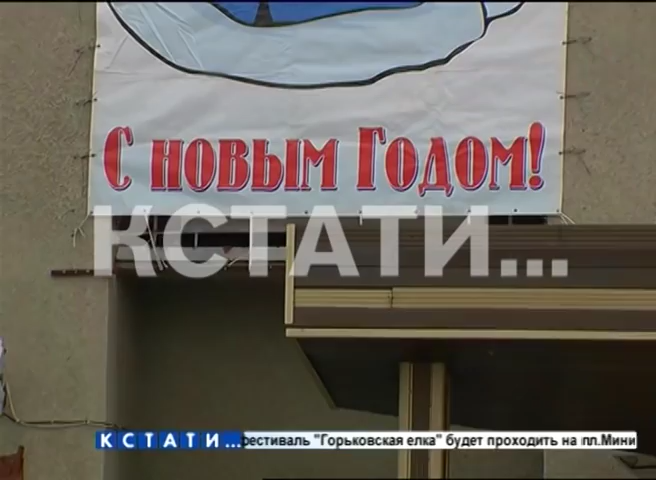 С новым Годом!
КСТАТИ...
КСТАТИ... фестиваль "Горьковская елка" будет проходить на пл.Мини